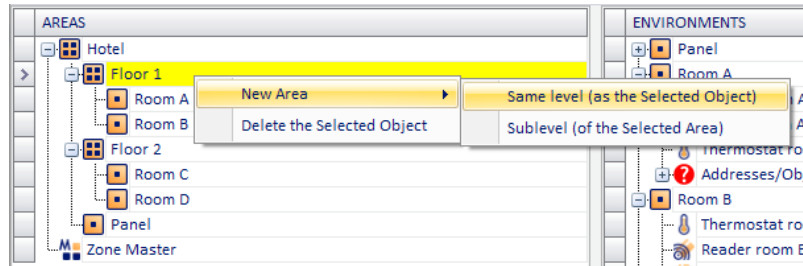 AREAS
Hotel
Floor 1
Room A
Room B
Floor 2
Room C
Room D
Panel
Zone Master
New Area
Delete the Selected Object
Same level (as the Selected Object)
Sublevel (of the Selected Area)
ENVIRONMENTS
Panel
Room A
A
A
Thermostat ro
Addresses/Obj
Room B
Thermostat ro
Reader room B